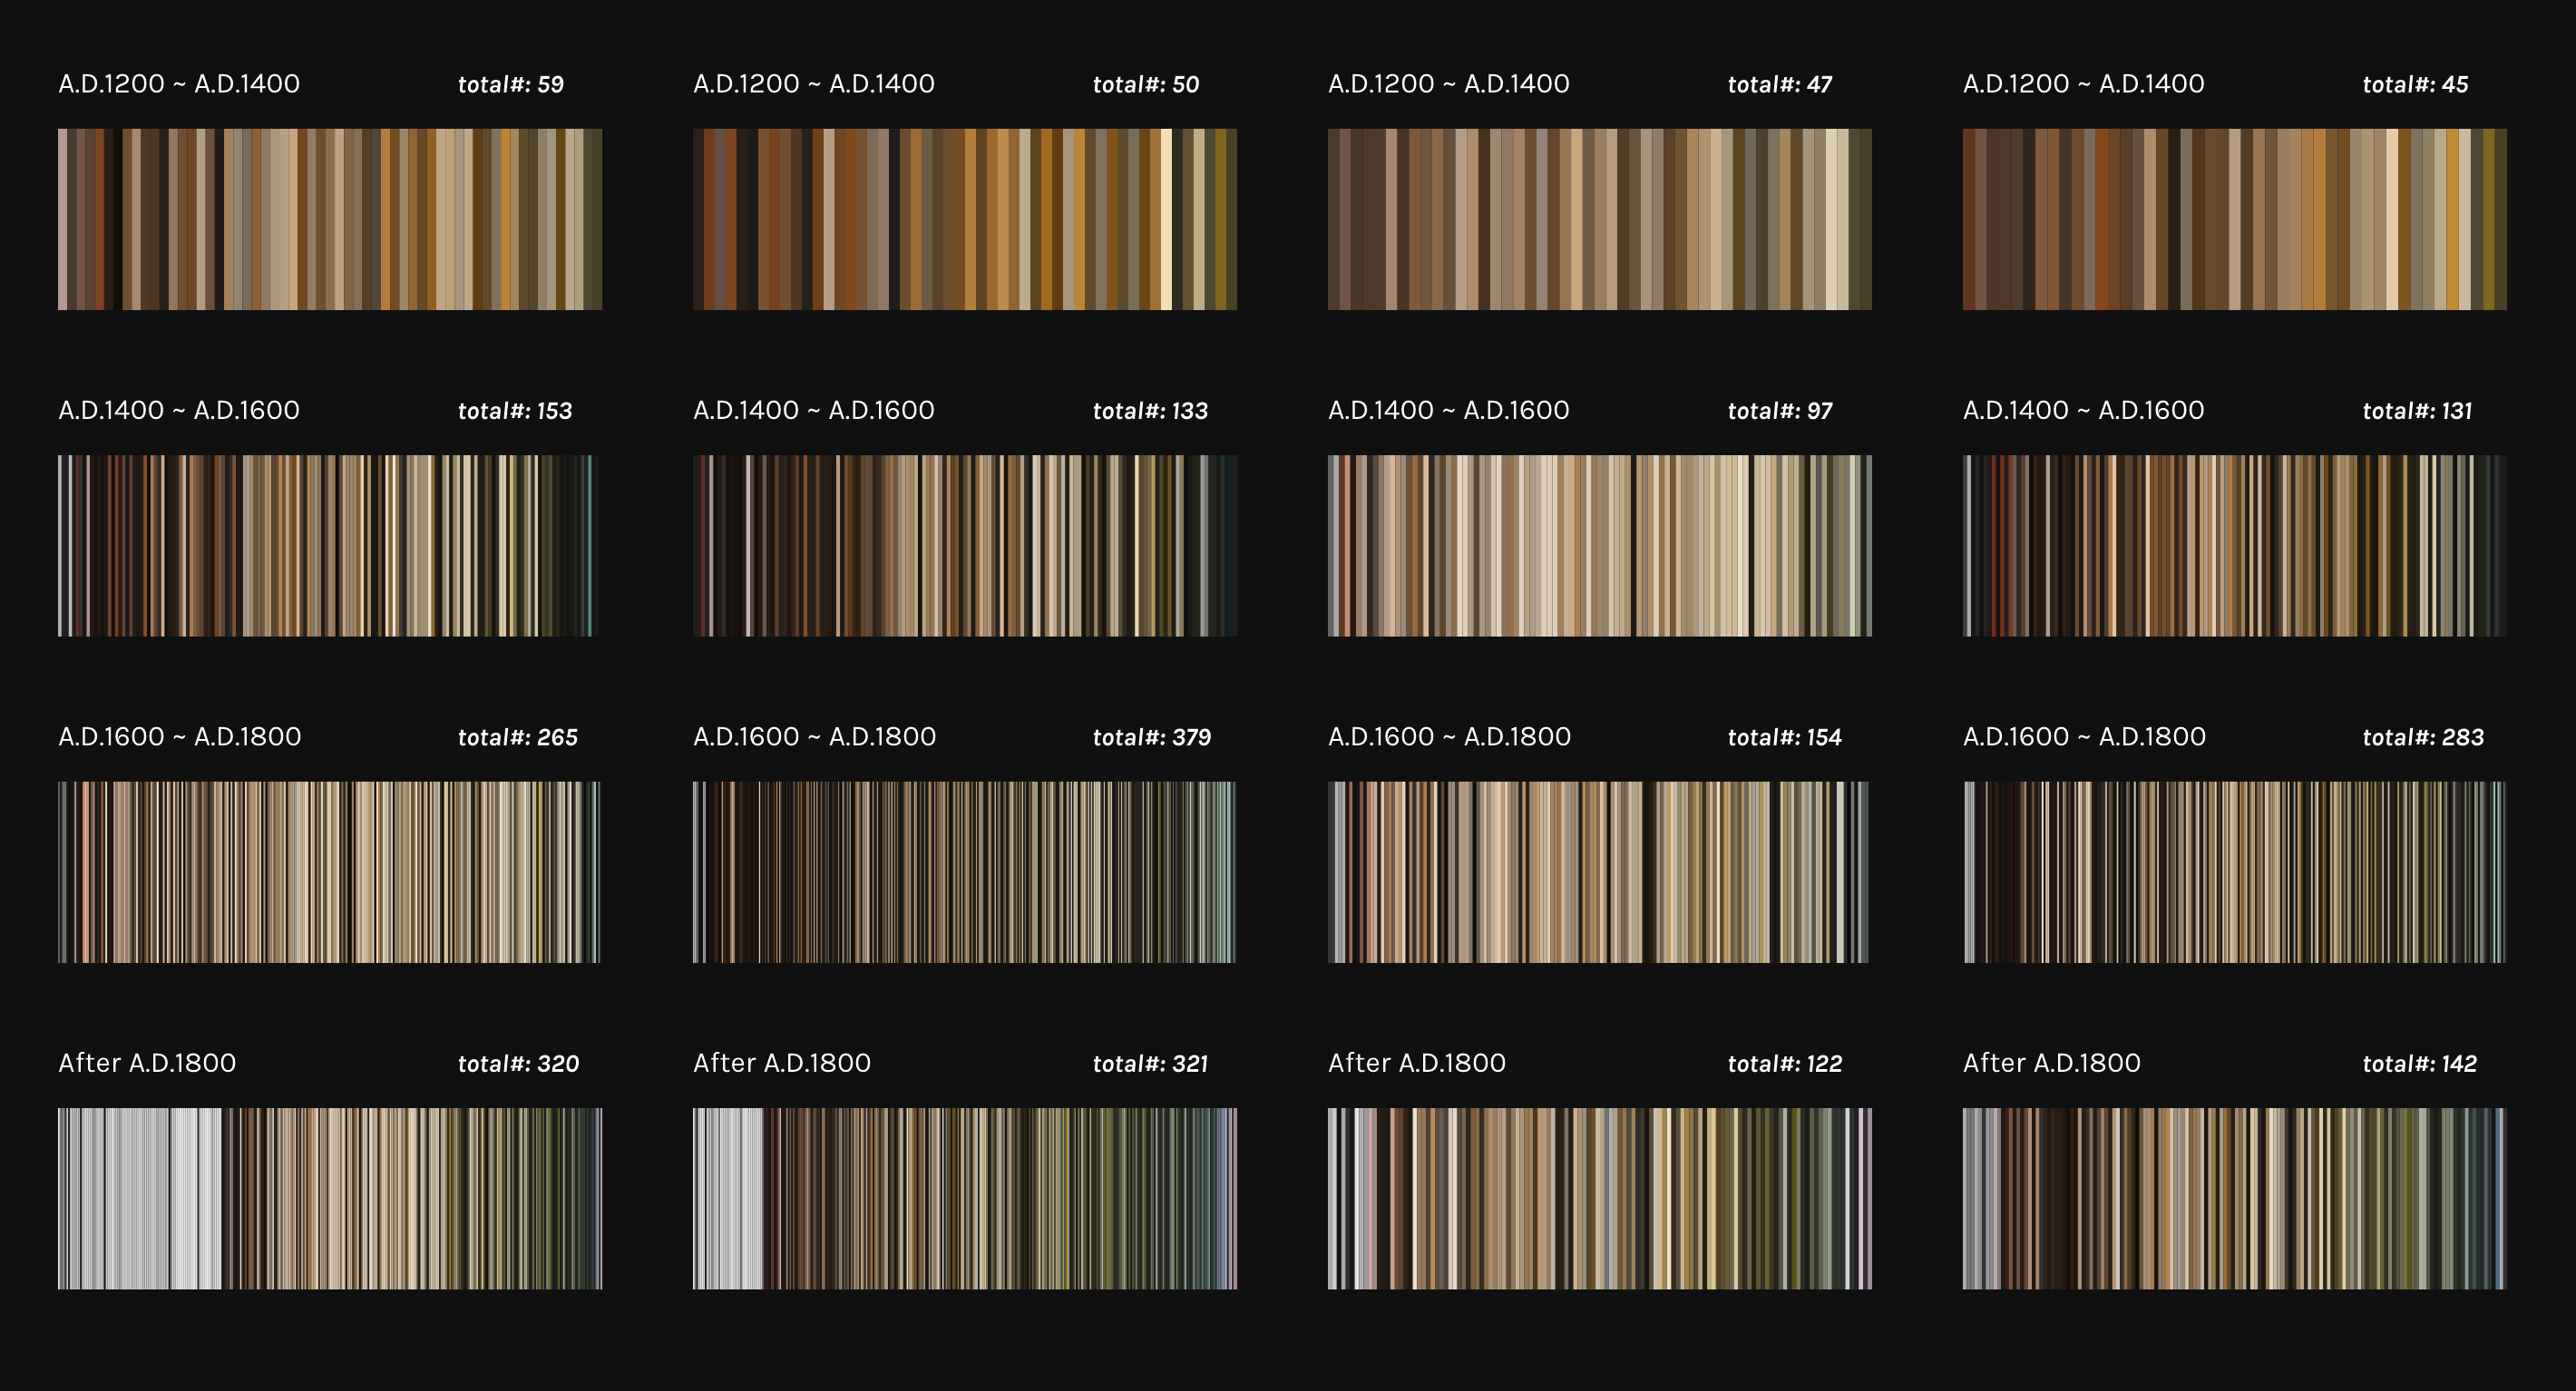 A.D.1200 ~ A.D.1400 total#: 59
A.D.1200 ~ A.D.1400 total#: 50
A.D.1200 ~ A.D.1400 total#: 47
A.D.1200 ~ A.D.1400 total#: 45
A.D.1400 ~ A.D.1600 total#: 153
A.D.1400 ~ A.D.1600 total#: 133
A.D.1400 ~ A.D.1600 total#: 97
A.D.1400 ~ A.D.1600 total#: 131
A.D.1600 ~ A.D.1800 total#: 265
A.D.1600 ~ A.D.1800 total#: 379
A.D.1600 ~ A.D.1800 total#: 154
A.D.1600 ~ A.D.1800 total#: 283
After A.D.1800 total#: 320
After A.D.1800 total#: 321
After A.D.1800 total#: 122
After A.D.1800 total#: 142